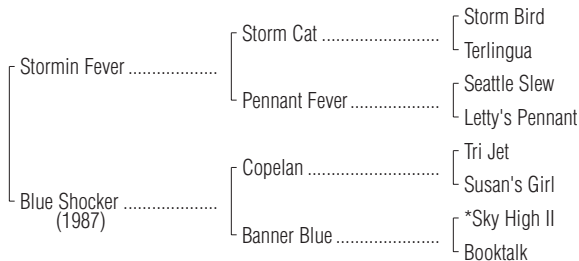 Storm Bird
Storm Cat ........................
Terlingua
Stormin Fever ..................
Seattle Slew
Pennant Fever ..................
Letty's Pennant
Tri Jet
Copelan ...........................
Susan's Girl
Blue Shocker ...................
(1987)
*Sky High II
Banner Blue .....................
Booktalk